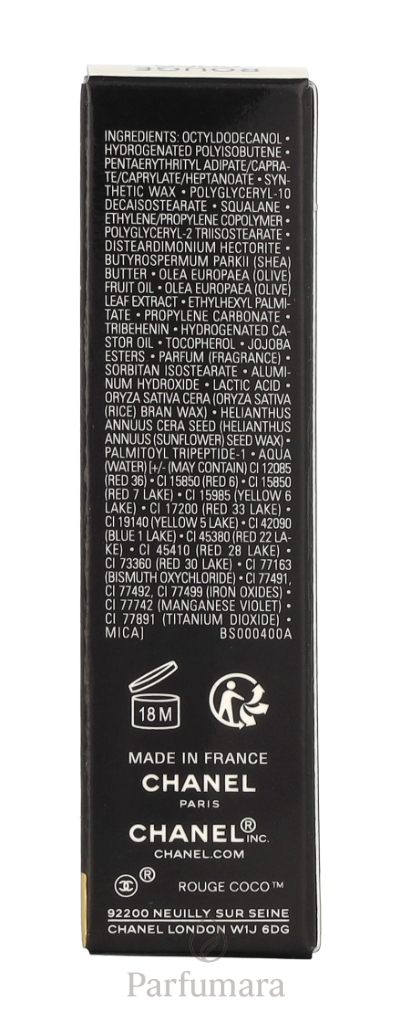 ROUGE
INGREDIENTS: OCTYLDODECANOL •
HYDROGENATED POLYISOBUTENE •
PENTAERYTHRITYL ADIPATE/CAPRA-
TE/CAPRYLATE/HEPTANOATE • SYN-
THETIC WAX • POLYGLYCERYL-10
DECAISOSTEARATE • SQUALANE •
ETHYLENE/PROPYLENE COPOLYMER •
POLYGLYCERYL-2 TRIISOSTEARATE •
DISTEARDIMONIUM HECTORITE •
BUTYROSPERMUM PARKII (SHEA)
BUTTER • OLEA EUROPAEA (OLIVE)
FRUIT OIL • OLEA EUROPAEA (OLIVE)
LEAF EXTRACT • ETHYLHEXYL PALMI-
TATE • PROPYLENE CARBONATE •
TRIBEHENIN • HYDROGENATED CA-
STOR OIL • TOCOPHEROL • JOJOBA
ESTERS • PARFUM (FRAGRANCE) •
SORBITAN ISOSTEARATE • ALUMI-
NUM HYDROXIDE • LACTIC ACID •
ORYZA SATIVA CERA (ORYZA SATIVA
(RICE) BRAN WAX) • HELIANTHUS
ANNUUS CERA SEED (HELIANTHUS
ANNUUS (SUNFLOWER) SEED WAX) •
PALMITOYL TRIPEPTIDE-1 • AQUA
(WATER) [+/- (MAY CONTAIN) CI 12085
(RED 36) • CI 15850 (RED 6) • CI 15850
(RED 7 LAKE) • CI 15985 (YELLOW 6
LAKE) • CI 17200 (RED 33 LAKE) •
CI 19140 (YELLOW 5 LAKE) • CI 42090
(BLUE 1 LAKE) • CI 45380 (RED 22 LA-
KE) • CI 45410 (RED 28 LAKE) •
CI 73360 (RED 30 LAKE) • CI 77163
(BISMUTH OXYCHLORIDE) • CI 77491,
CI 77492, CI 77499 (IRON OXIDES) •
CI 77742 (MANGANESE VIOLET) •
CI 77891 (TITANIUM DIOXIDE) •
MICA] BS000400A
18 M
MADE IN FRANCE
CHANEL
PARIS
CHANEL® INC.
CHANEL.COM
® ROUGE COCO™
92200 NEUILLY SUR SEINE
CHANEL LONDON W1J 6DG
Parfumara